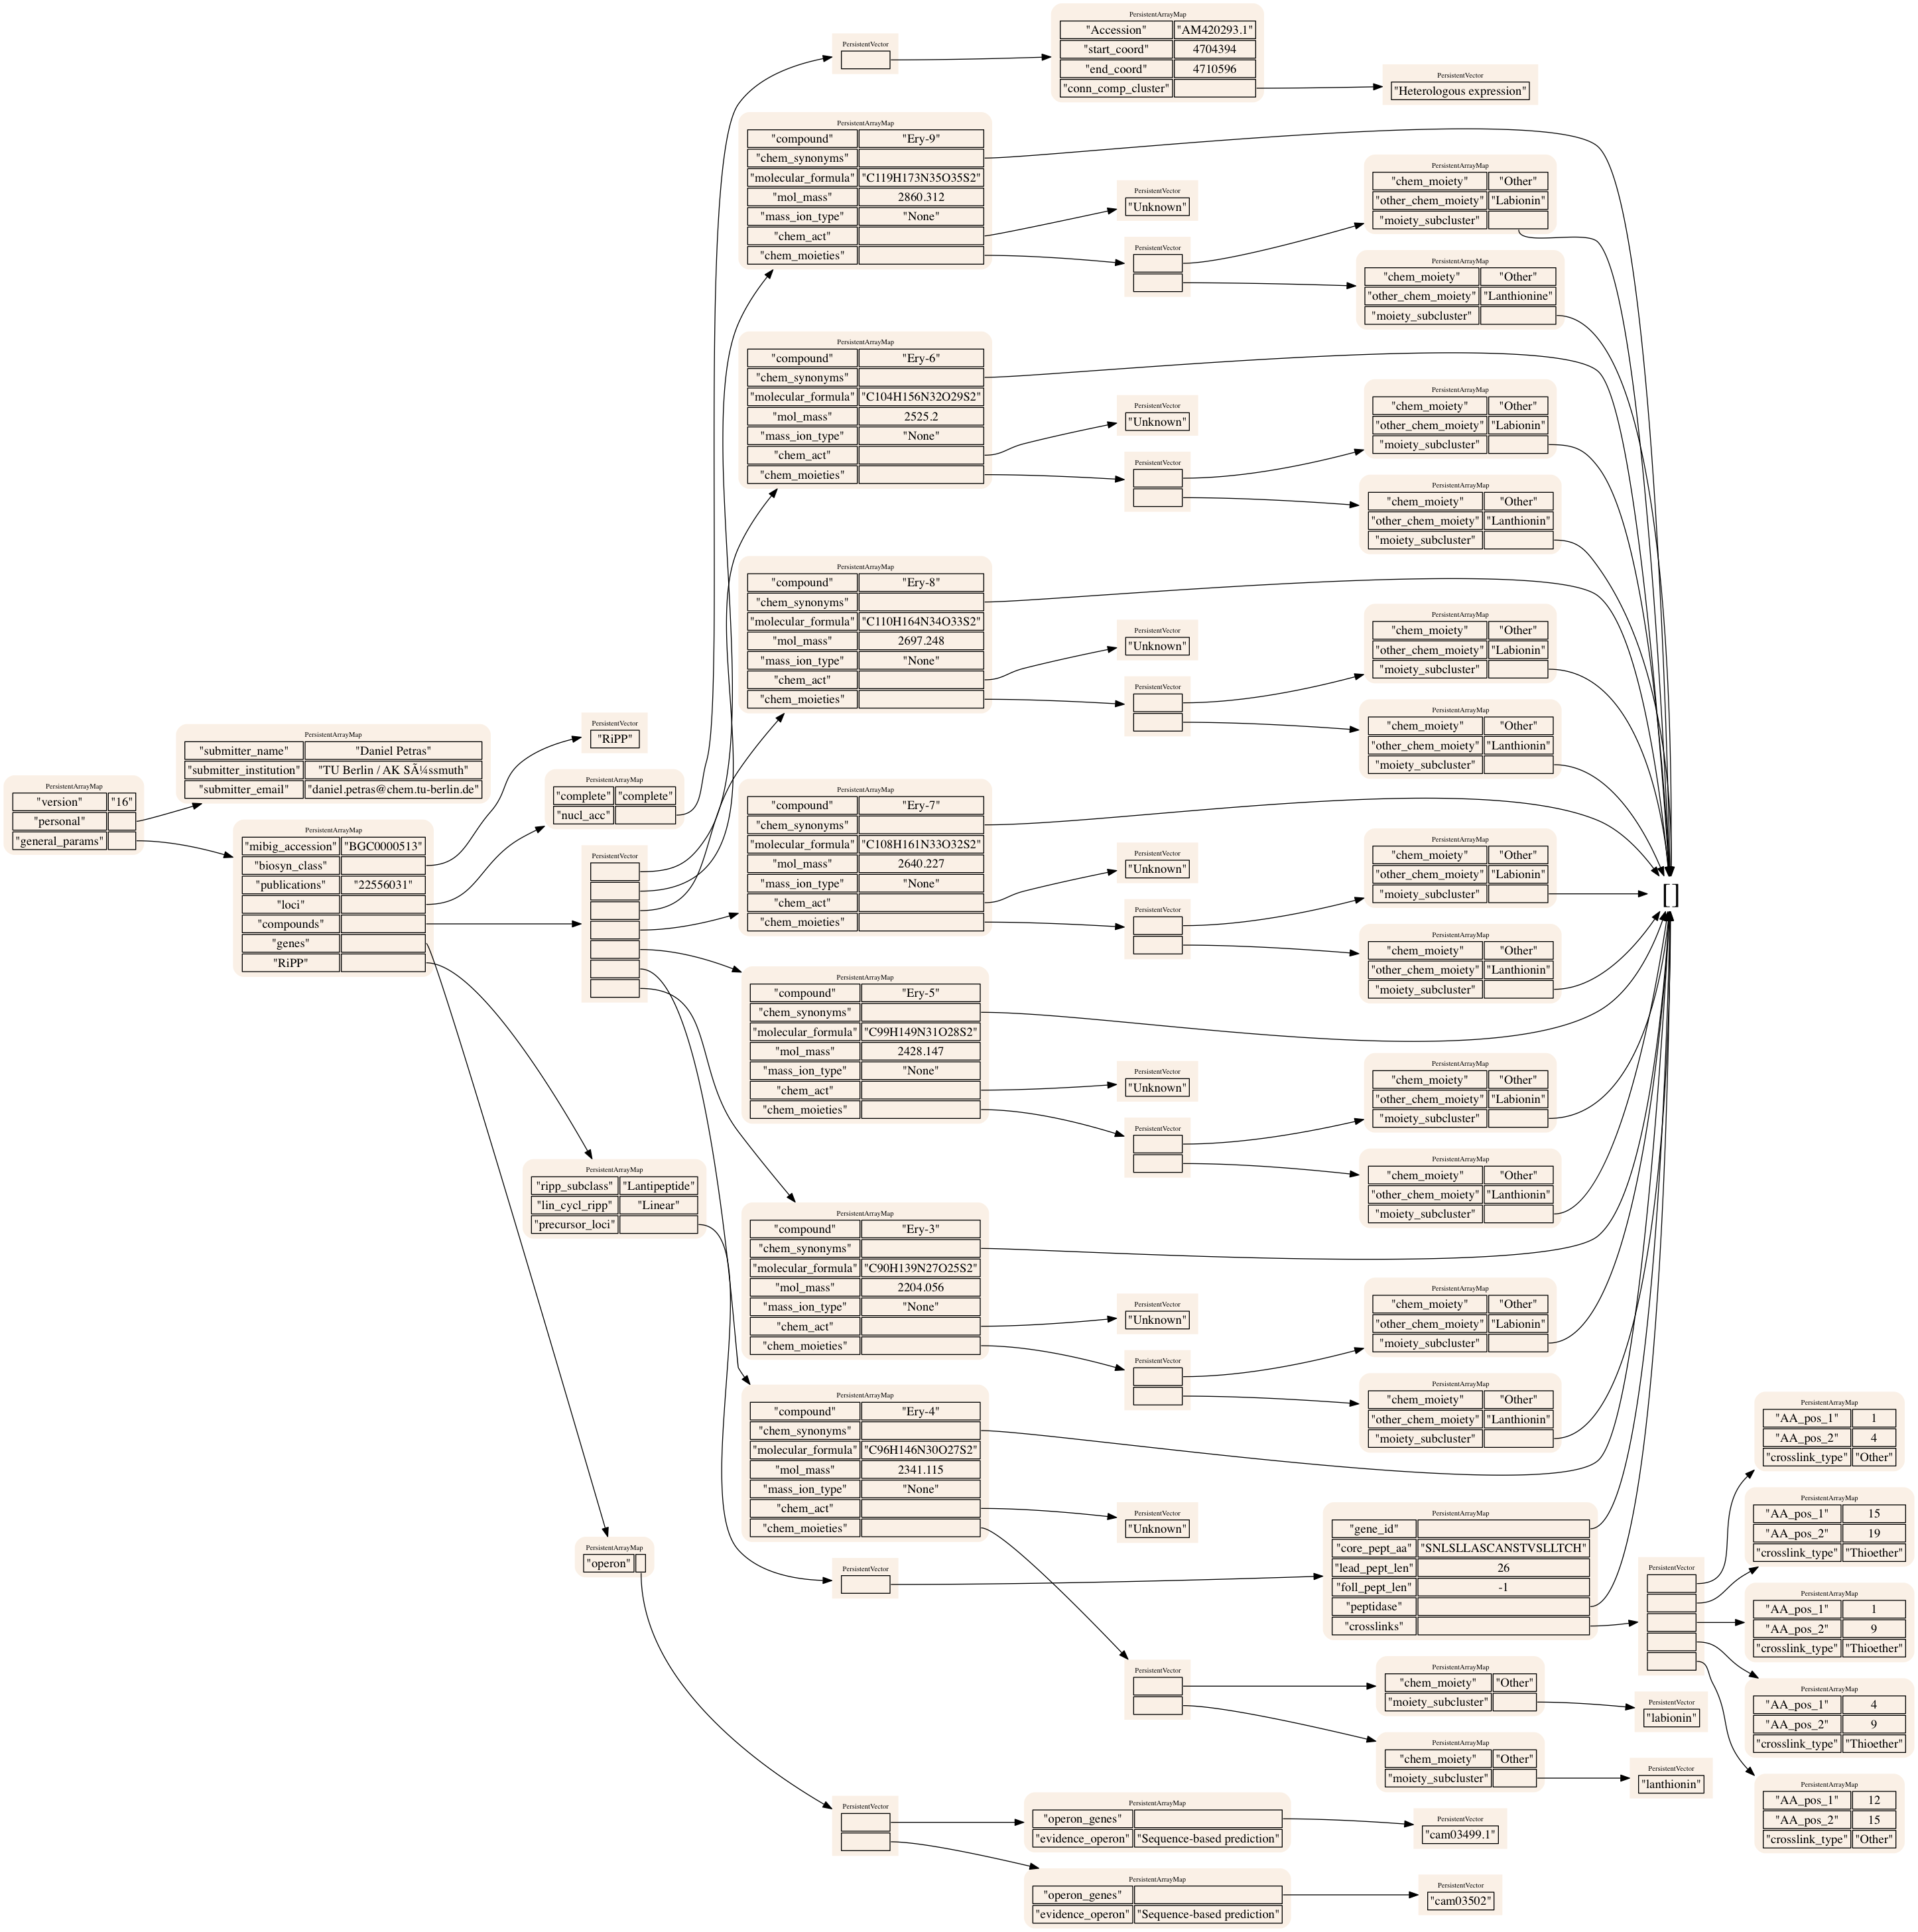 PersistentArrayMap
"version" "16"
"personal"
"general_params"
PersistentArrayMap
"submitter_name" "Daniel Petras"
"submitter_institution" "TU Berlin / AK SÃ¼ssmuth"
"submitter_email" "daniel.petras@chem.tu-berlin.de"
PersistentArrayMap
"mibig_accession" "BGC0000513"
"biosyn_class"
"publications" "22556031"
"loci"
"compounds"
"genes"
"RiPP"
PersistentVector
"RiPP"
PersistentArrayMap
"complete" "complete"
"nucl_acc"
PersistentVector
PersistentArrayMap
"ripp_subclass" "Lantipeptide"
"lin_cycl_ripp" "Linear"
"precursor_loci"
PersistentArrayMap
"operon"
PersistentVector
PersistentArrayMap
"Accession" "AM420293.1"
"start_coord" 4704394
"end_coord" 4710596
"conn_comp_cluster"
PersistentVector
"Heterologous expression"
PersistentArrayMap
"compound" "Ery-9"
"chem_synonyms"
"molecular_formula" "C119H173N35O35S2"
"mol_mass" 2860.312
"mass_ion_type" "None"
"chem_act"
"chem_moieties"
PersistentVector
"Unknown"
PersistentVector
PersistentArrayMap
"chem_moiety" "Other"
"other_chem_moiety" "Labionin"
"moiety_subcluster"
PersistentArrayMap
"chem_moiety" "Other"
"other_chem_moiety" "Lanthionine"
"moiety_subcluster"
PersistentArrayMap
"compound" "Ery-6"
"chem_synonyms"
"molecular_formula" "C104H156N32O29S2"
"mol_mass" 2525.2
"mass_ion_type" "None"
"chem_act"
"chem_moieties"
PersistentVector
"Unknown"
PersistentVector
PersistentArrayMap
"chem_moiety" "Other"
"other_chem_moiety" "Labionin"
"moiety_subcluster"
PersistentArrayMap
"chem_moiety" "Other"
"other_chem_moiety" "Lanthionin"
"moiety_subcluster"
PersistentArrayMap
"compound" "Ery-8"
"chem_synonyms"
"molecular_formula" "C110H164N34O33S2"
"mol_mass" 2697.248
"mass_ion_type" "None"
"chem_act"
"chem_moieties"
PersistentVector
"Unknown"
PersistentVector
PersistentArrayMap
"chem_moiety" "Other"
"other_chem_moiety" "Labionin"
"moiety_subcluster"
PersistentArrayMap
"chem_moiety" "Other"
"other_chem_moiety" "Lanthionin"
"moiety_subcluster"
PersistentArrayMap
"compound" "Ery-7"
"chem_synonyms"
"molecular_formula" "C108H161N33O32S2"
"mol_mass" 2640.227
"mass_ion_type" "None"
"chem_act"
"chem_moieties"
PersistentVector
"Unknown"
PersistentVector
PersistentArrayMap
"chem_moiety" "Other"
"other_chem_moiety" "Labionin"
"moiety_subcluster"
[]
PersistentArrayMap
"chem_moiety" "Other"
"other_chem_moiety" "Lanthionin"
"moiety_subcluster"
PersistentArrayMap
"compound" "Ery-5"
"chem_synonyms"
"molecular_formula" "C99H149N31O28S2"
"mol_mass" 2428.147
"mass_ion_type" "None"
"chem_act"
"chem_moieties"
PersistentVector
"Unknown"
PersistentVector
PersistentArrayMap
"chem_moiety" "Other"
"other_chem_moiety" "Labionin"
"moiety_subcluster"
PersistentArrayMap
"chem_moiety" "Other"
"other_chem_moiety" "Lanthionin"
"moiety_subcluster"
PersistentArrayMap
"compound" "Ery-3"
"chem_synonyms"
"molecular_formula" "C90H139N27O25S2"
"mol_mass" 2204.056
"mass_ion_type" "None"
"chem_act"
"chem_moieties"
PersistentVector
"Unknown"
PersistentVector
PersistentArrayMap
"chem_moiety" "Other"
"other_chem_moiety" "Labionin"
"moiety_subcluster"
PersistentArrayMap
"chem_moiety" "Other"
"other_chem_moiety" "Lanthionin"
"moiety_subcluster"
PersistentArrayMap
"compound" "Ery-4"
"chem_synonyms"
"molecular_formula" "C96H146N30O27S2"
"mol_mass" 2341.115
"mass_ion_type" "None"
"chem_act"
"chem_moieties"
PersistentVector
"Unknown"
PersistentVector
PersistentArrayMap
"gene_id"
"core_pept_aa" "SNLSLLASCANSTVSLLTCH"
"lead_pept_len" 26
"foll_pept_len" -1
"peptidase"
"crosslinks"
PersistentVector
PersistentArrayMap
"AA_pos_1" 1
"AA_pos_2" 4
"crosslink_type" "Other"
PersistentArrayMap
"AA_pos_1" 15
"AA_pos_2" 19
"crosslink_type" "Thioether"
PersistentArrayMap
"AA_pos_1" 1
"AA_pos_2" 9
"crosslink_type" "Thioether"
PersistentArrayMap
"AA_pos_1" 4
"AA_pos_2" 9
"crosslink_type" "Thioether"
PersistentArrayMap
"AA_pos_1" 12
"AA_pos_2" 15
"crosslink_type" "Other"
PersistentVector
PersistentArrayMap
"chem_moiety" "Other"
"moiety_subcluster"
PersistentVector
"labionin"
PersistentArrayMap
"chem_moiety" "Other"
"moiety_subcluster"
PersistentVector
"lanthionin"
PersistentVector
PersistentArrayMap
"operon_genes"
"evidence_operon" "Sequence-based prediction"
PersistentVector
"cam03499.1"
PersistentArrayMap
"operon_genes"
"evidence_operon" "Sequence-based prediction"
PersistentVector
"cam03502"